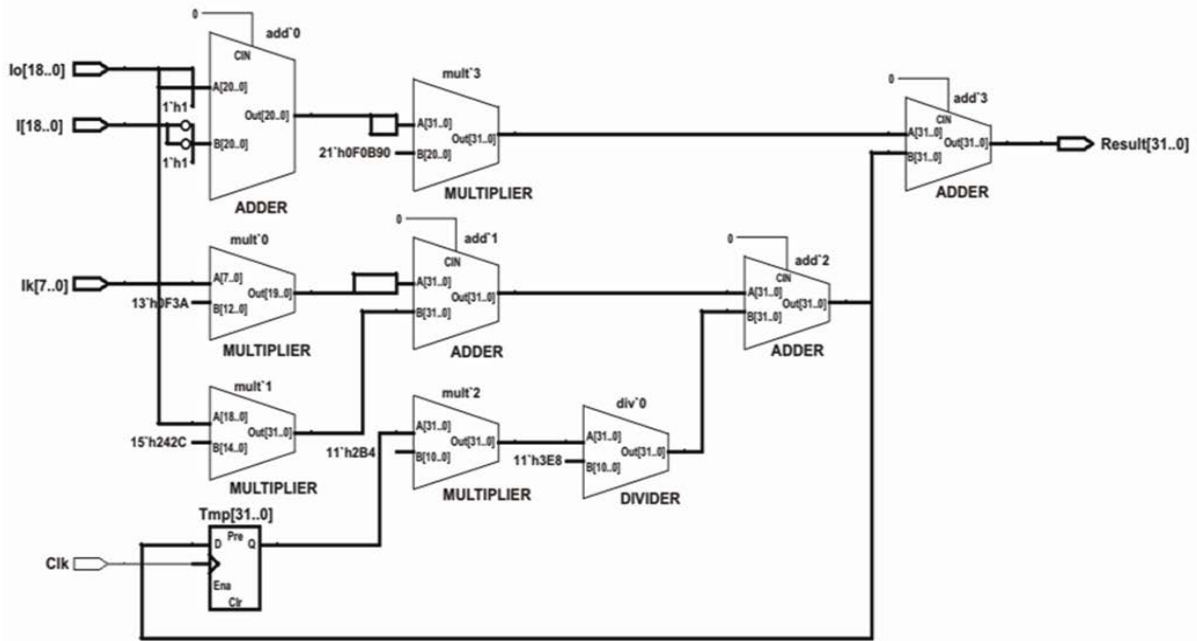 0
add`0
CIN
Io[18..0]
A[20..0]
1`h1
Out[20..0]
I[18..0]
B[20..0]
1`h1
ADDER
mult`3
A[31..0]
Out[31..0]
21`h0F0B90
B[20..0]
MULTIPLIER
0
add`3
CIN
A[31..0]
Out[31..0]
B[31..0]
ADDER
Result[31..0]
mult`0
Ik[7..0]
A[7..0]
Out[19..0]
13`h0F3A
B[12..0]
MULTIPLIER
0
add`1
CIN
A[31..0]
Out[31..0]
B[31..0]
ADDER
0
add`2
CIN
A[31..0]
Out[31..0]
B[31..0]
ADDER
mult`1
A[18..0]
Out[31..0]
15`h242C
B[14..0]
MULTIPLIER
mult`2
A[31..0]
Out[31..0]
11`h2B4
B[10..0]
MULTIPLIER
div`0
A[31..0]
Out[31..0]
11`h3E8
B[10..0]
DIVIDER
Tmp[31..0]
Pre
D
Q
Clk
Ena
Clr